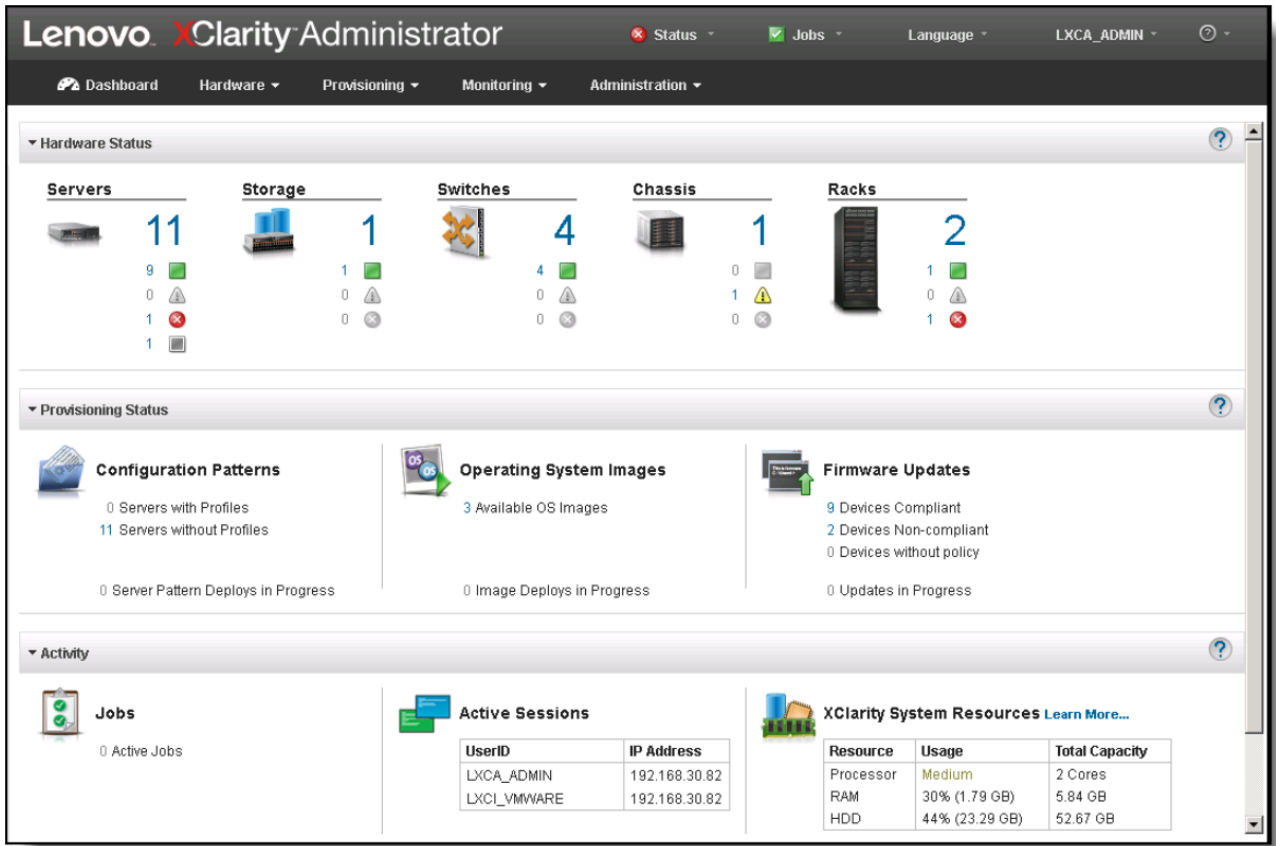 Lenovo. XClarity Administrator Status Jobs Language LXCA_ADMIN ?
Dashboard Hardware Provisioning Monitoring Administration
Hardware Status ?
Servers Storage Switches Chassis Racks
11 1 4 1 2
9 1 4 0 1
0 0 0 1 0
1 0 0 0 1
1
Provisioning Status ?
Configuration Patterns
0 Servers with Profiles
11 Servers without Profiles
0 Server Pattern Deploys in Progress
OS
OS
Operating System Images
3 Available OS Images
0 Image Deploys in Progress
Firmware Updates
9 Devices Compliant
2 Devices Non-compliant
0 Devices without policy
0 Updates in Progress
Activity ?
Jobs
0 Active Jobs
Active Sessions
UserID IP Address
LXCA_ADMIN 192.168.30.82
LXCI_VMWARE 192.168.30.82
XClarity System Resources Learn More...
Resource Usage Total Capacity
Processor Medium 2 Cores
RAM 30% (1.79 GB) 5.84 GB
HDD 44% (23.29 GB) 52.67 GB